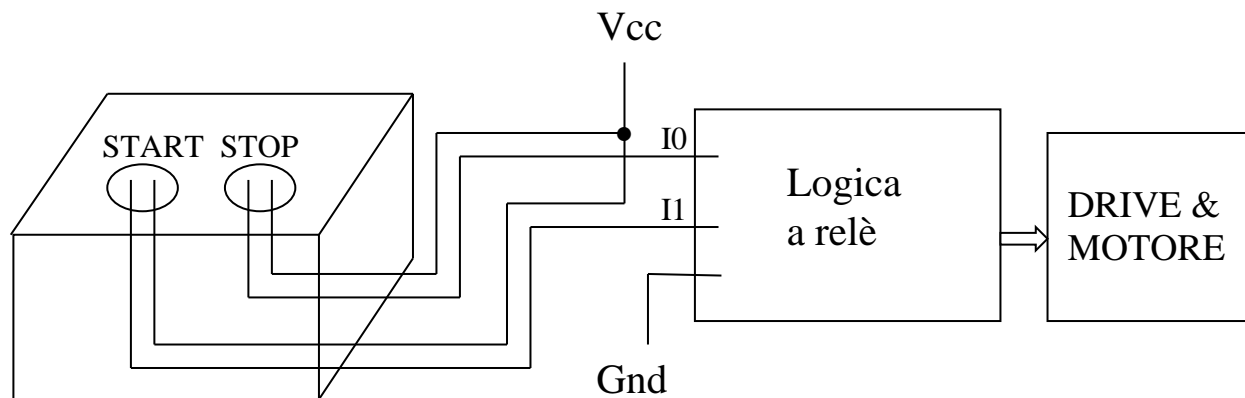 Vcc
START STOP
I0
I1
Logica
a relè
DRIVE &
MOTORE
Gnd